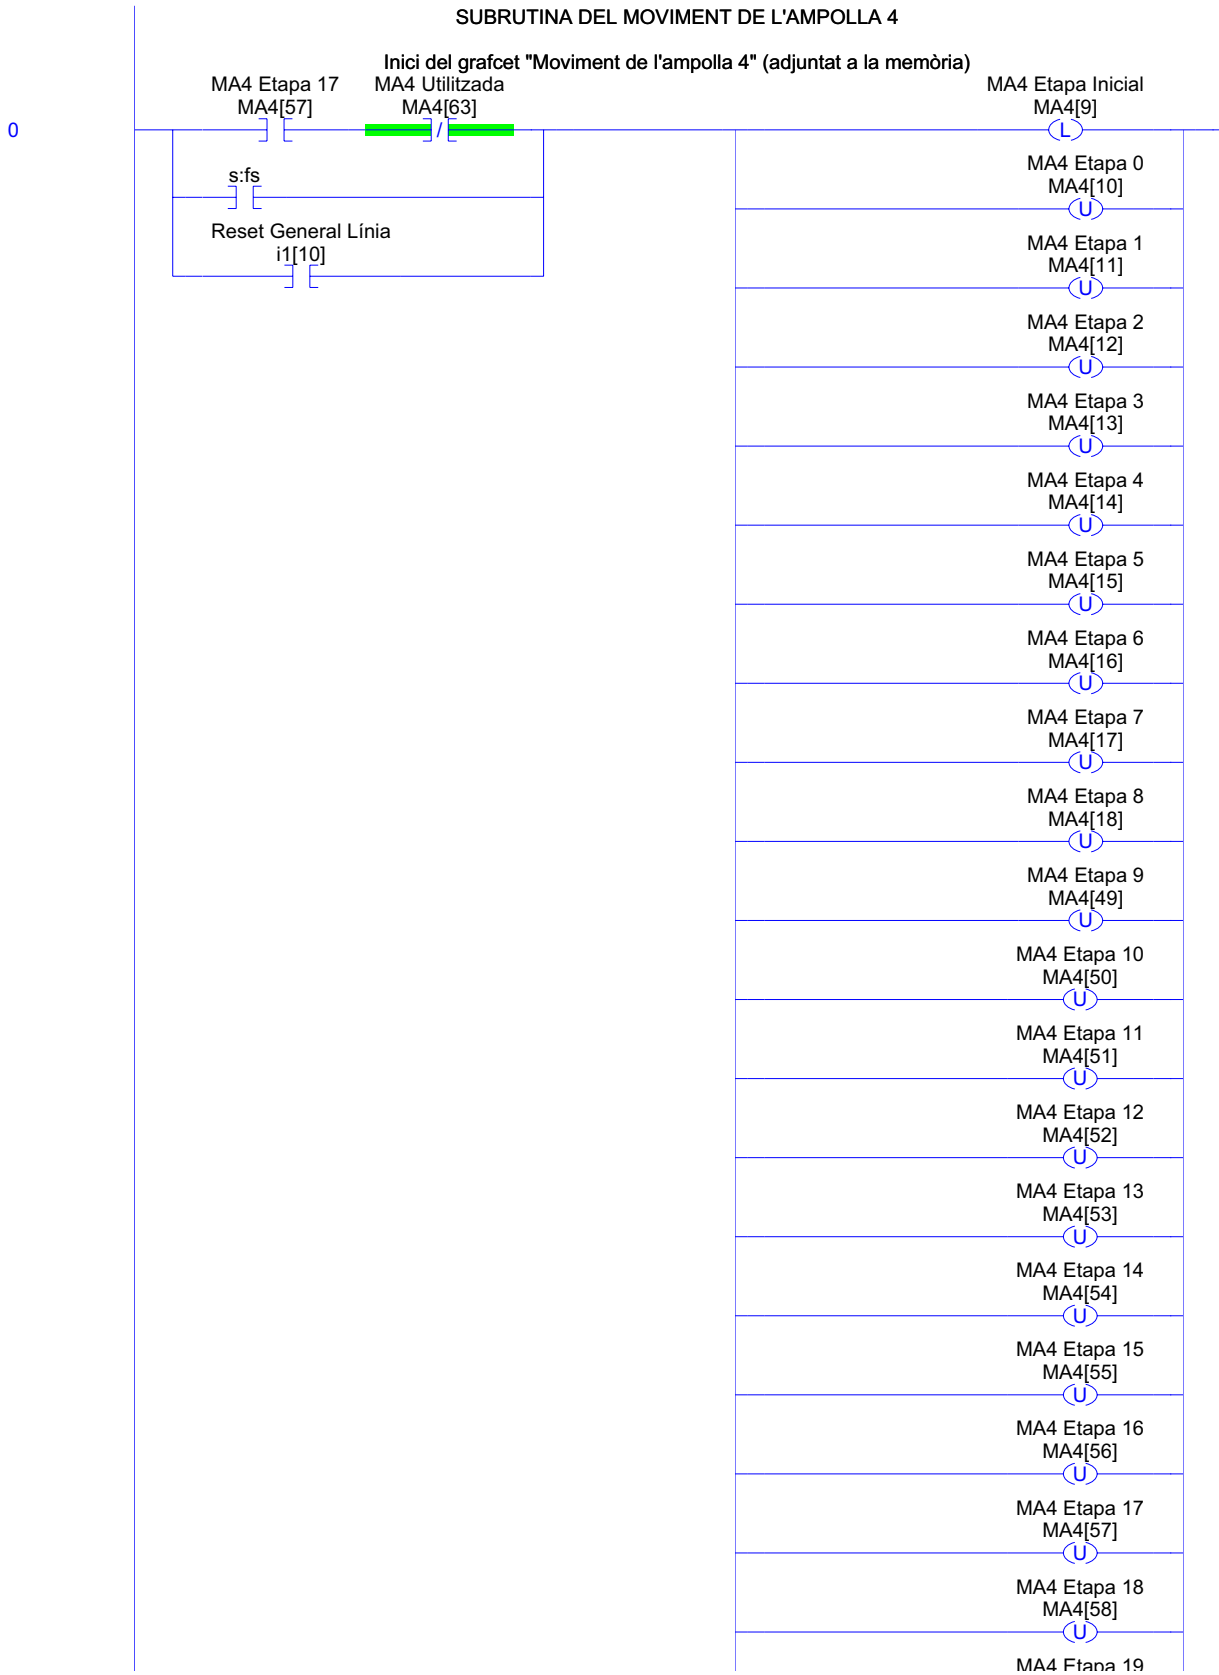 SUBRUTINA DEL MOVIMENT DE L'AMPOLLA 4
Inici del grafcet "Moviment de l'ampolla 4" (adjuntat a la memòria)
MA4 Etapa 17
MA4[57]
MA4 Utilitzada
MA4[63]
/
MA4 Etapa Inicial
MA4[9]
L
0
s:fs
Reset General Línia
i1[10]
MA4 Etapa 0
MA4[10]
U
MA4 Etapa 1
MA4[11]
U
MA4 Etapa 2
MA4[12]
U
MA4 Etapa 3
MA4[13]
U
MA4 Etapa 4
MA4[14]
U
MA4 Etapa 5
MA4[15]
U
MA4 Etapa 6
MA4[16]
U
MA4 Etapa 7
MA4[17]
U
MA4 Etapa 8
MA4[18]
U
MA4 Etapa 9
MA4[49]
U
MA4 Etapa 10
MA4[50]
U
MA4 Etapa 11
MA4[51]
U
MA4 Etapa 12
MA4[52]
U
MA4 Etapa 13
MA4[53]
U
MA4 Etapa 14
MA4[54]
U
MA4 Etapa 15
MA4[55]
U
MA4 Etapa 16
MA4[56]
U
MA4 Etapa 17
MA4[57]
U
MA4 Etapa 18
MA4[58]
U
MA4 Etapa 19